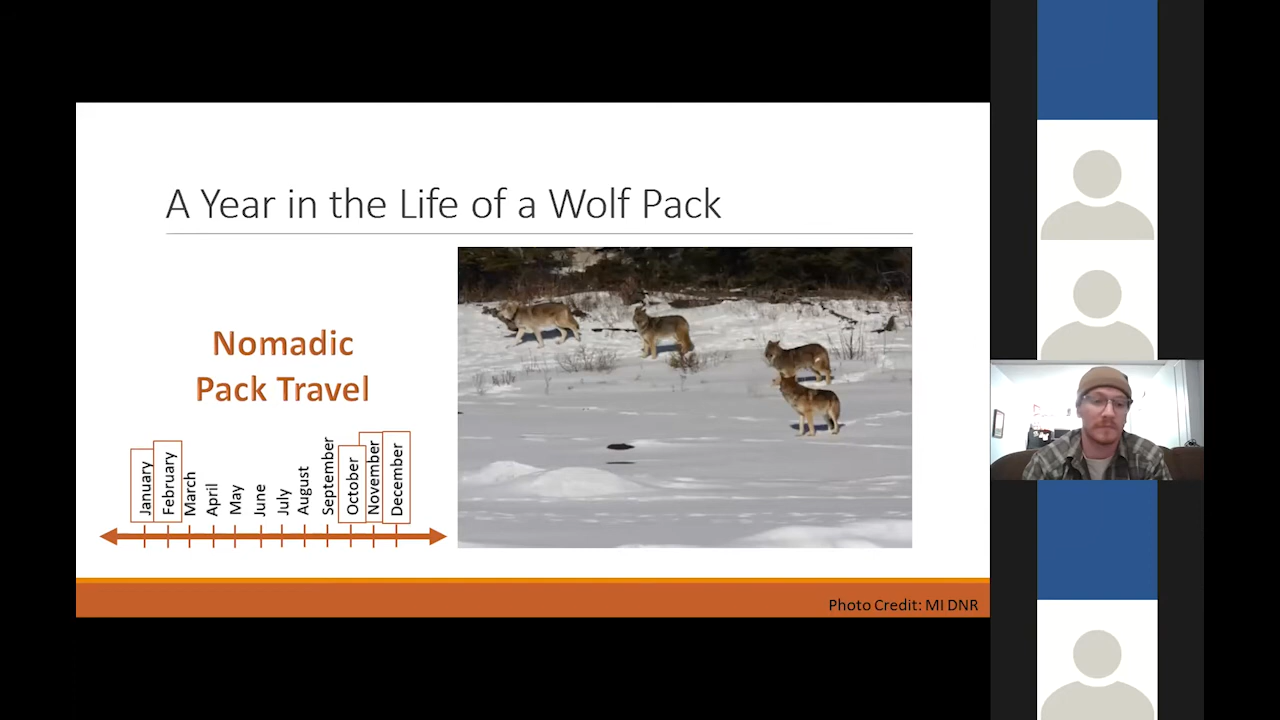 A Year in the Life of a Wolf Pack
Nomadic
Pack Travel
January
February
March
April
May
June
July
August
September
October
November
December
Photo Credit: MI DNR